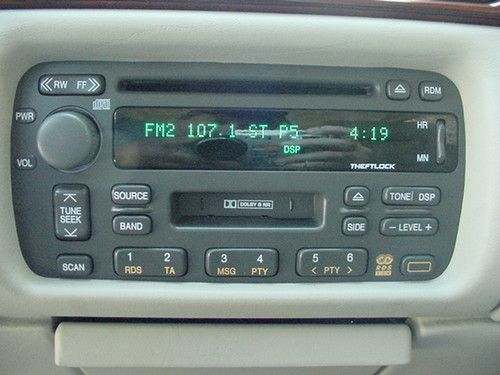 RW FF
RDM
PWR
FM2 107.1 ST P5 4:19
DSP
HR
MN
VOL
THEFTLOCK
TUNE
SEEK
SOURCE
DOLBY B NR
TONE DSP
BAND
SIDE
- LEVEL +
SCAN
1 2
RDS TA
3 4
MSG PTY
5 6
< PTY >
CD
RDS